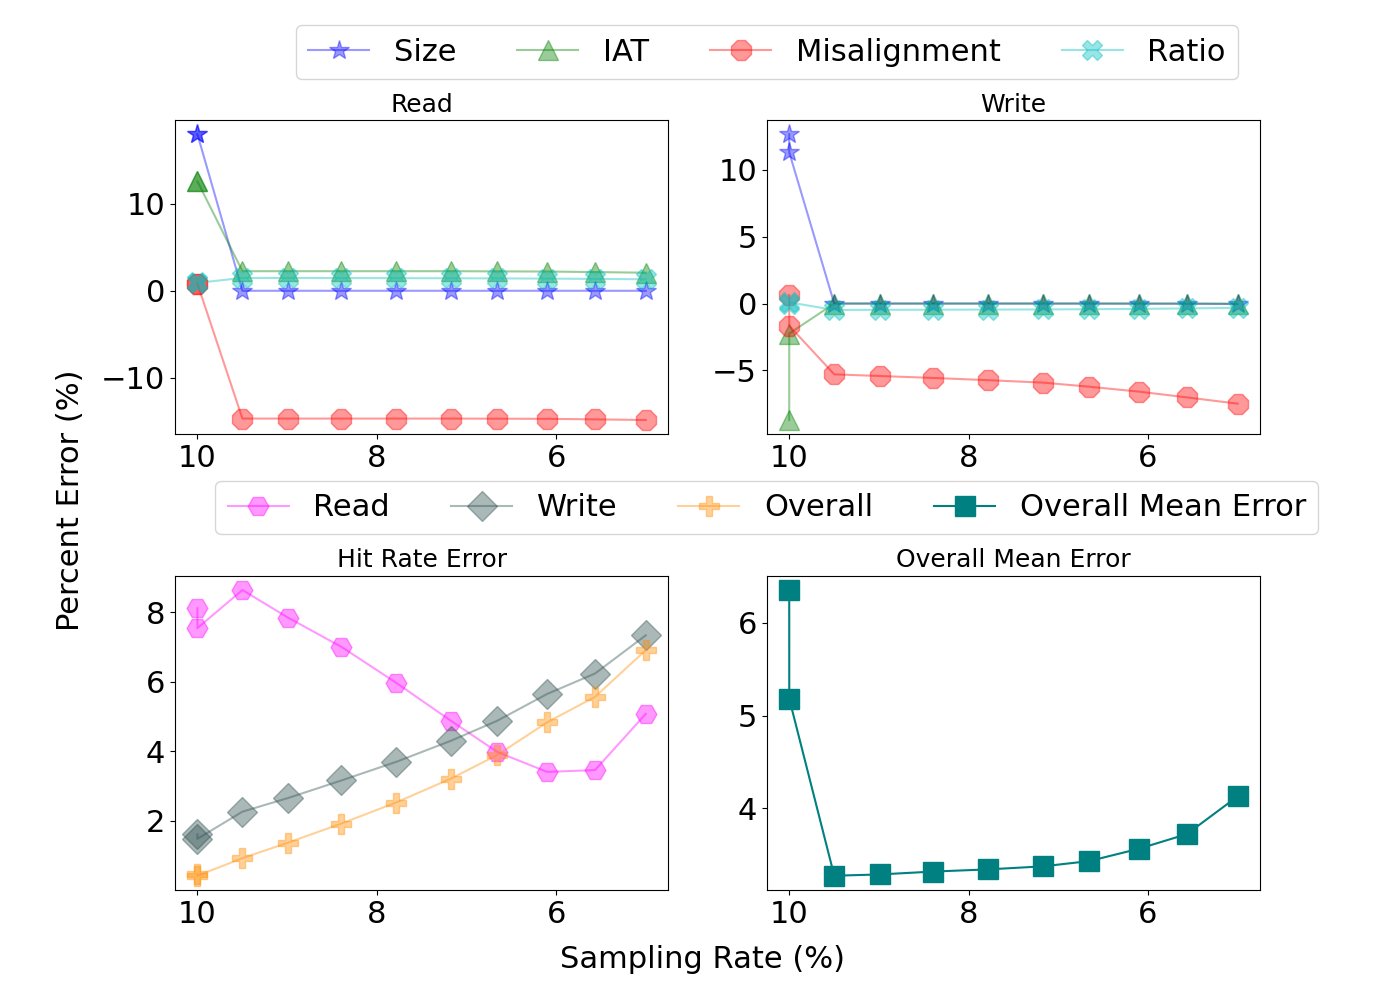 Size IAT Misalignment Ratio
Read Write
10
0
−10
10
5
0
−5
10 8 6
10 8 6
Percent Error (%)
Read Write Overall Overall Mean Error
Hit Rate Error Overall Mean Error
8
6
4
2
6
5
4
10 8 6
10 8 6
Sampling Rate (%)